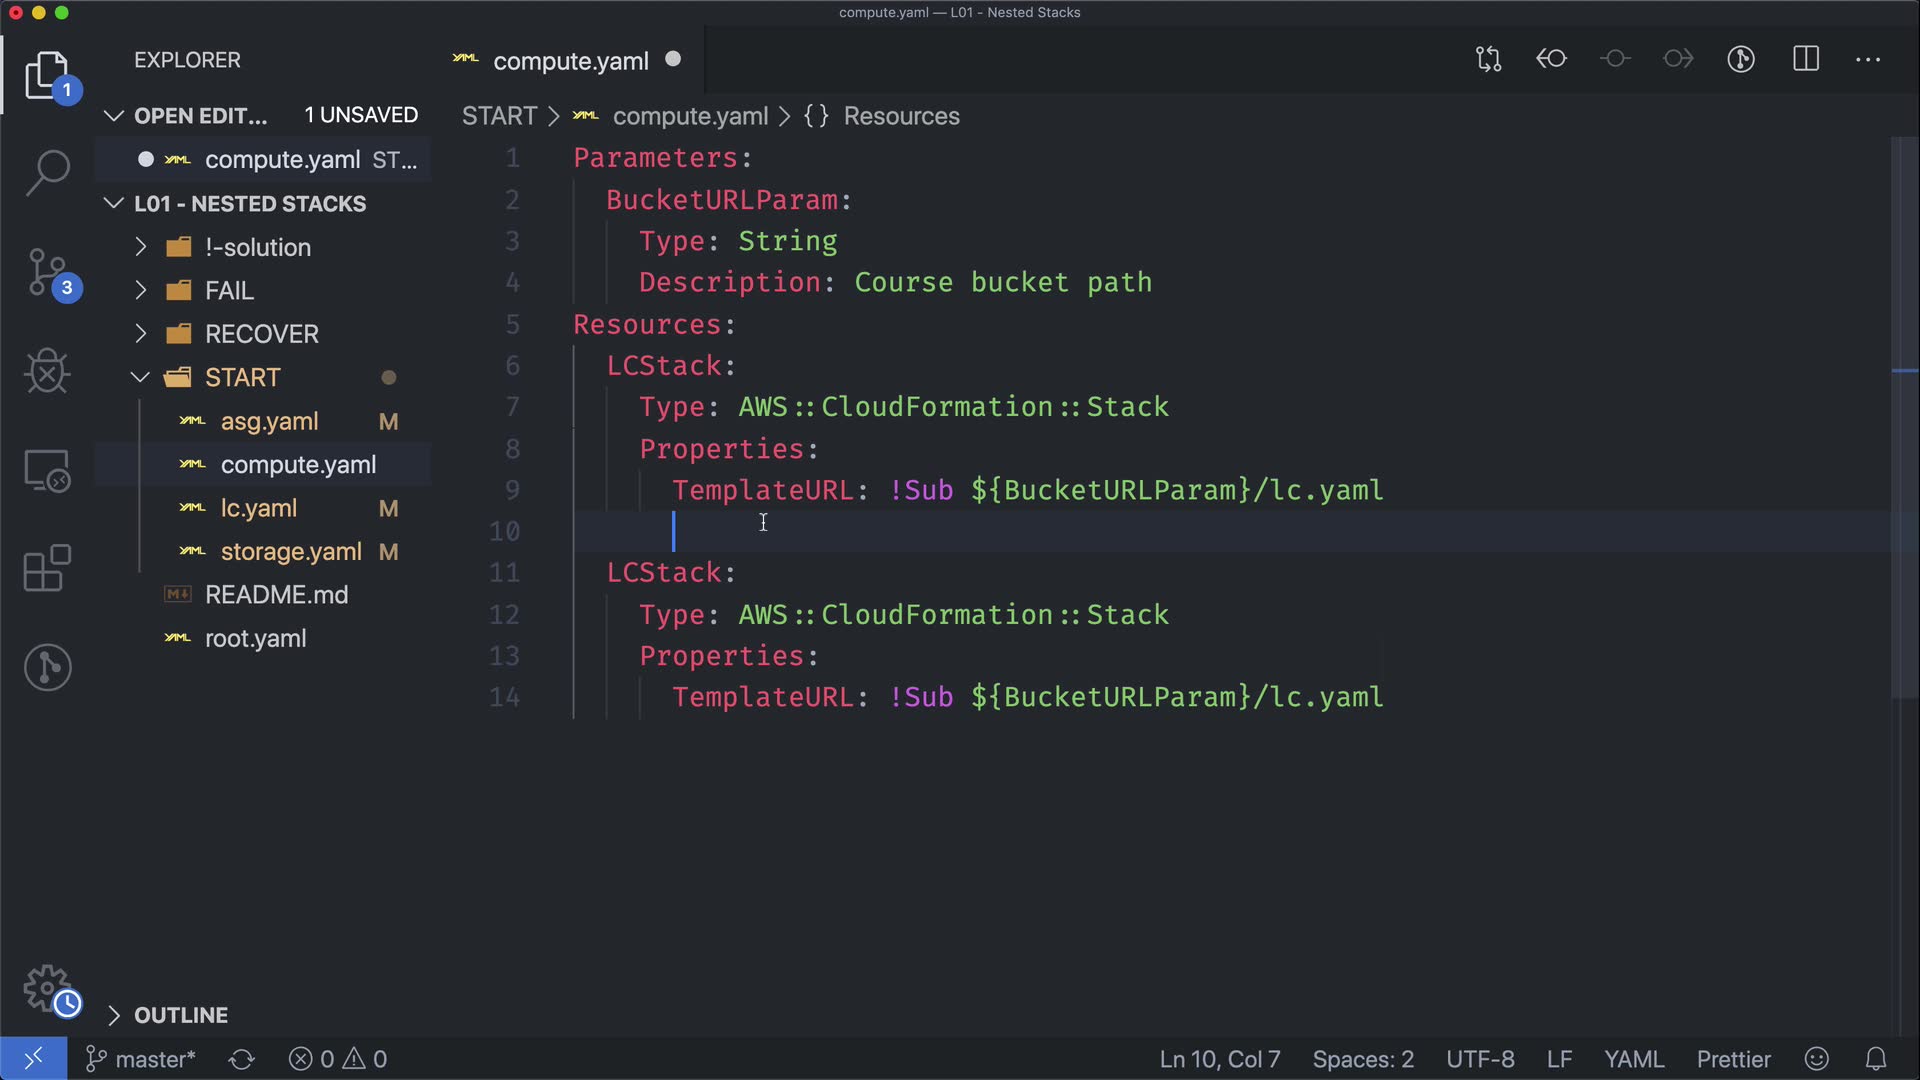 compute.yaml — L01 - Nested Stacks
EXPLORER
1
OPEN EDIT... 1 UNSAVED
compute.yaml ST...
L01 - NESTED STACKS
!-solution
FAIL
RECOVER
START
asg.yaml M
compute.yaml
lc.yaml M
storage.yaml M
README.md
root.yaml
3
OUTLINE
compute.yaml
START > compute.yaml > {} Resources
1 Parameters:
2 BucketURLParam:
3 Type: String
4 Description: Course bucket path
5 Resources:
6 LCStack:
7 Type: AWS::CloudFormation::Stack
8 Properties:
9 TemplateURL: !Sub ${BucketURLParam}/lc.yaml
10
11 LCStack:
12 Type: AWS::CloudFormation::Stack
13 Properties:
14 TemplateURL: !Sub ${BucketURLParam}/lc.yaml
master* 0 0 Ln 10, Col 7 Spaces: 2 UTF-8 LF YAML Prettier